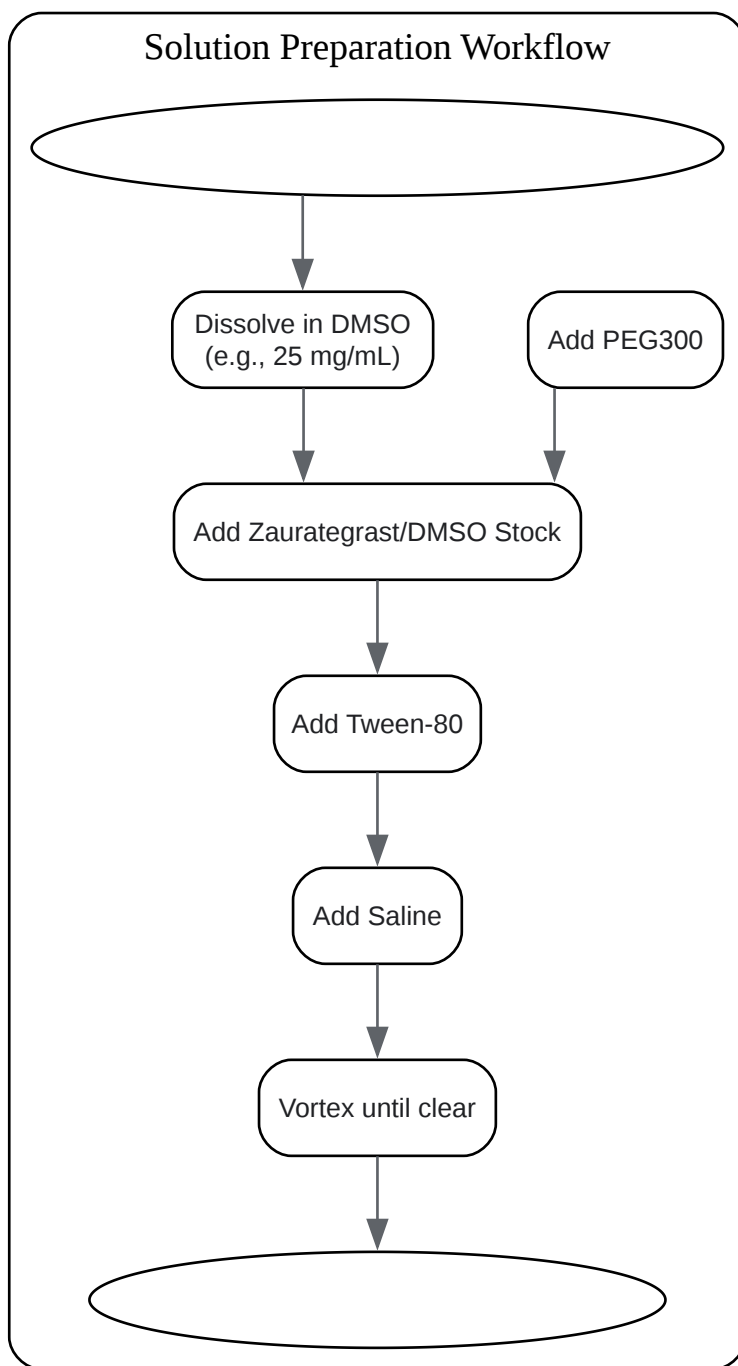 Solution Preparation Workflow
Dissolve in DMSO
(e.g., 25 mg/mL)
Add PEG300
Add Zaurategrast/DMSO Stock
Add Tween-80
Add Saline
Vortex until clear